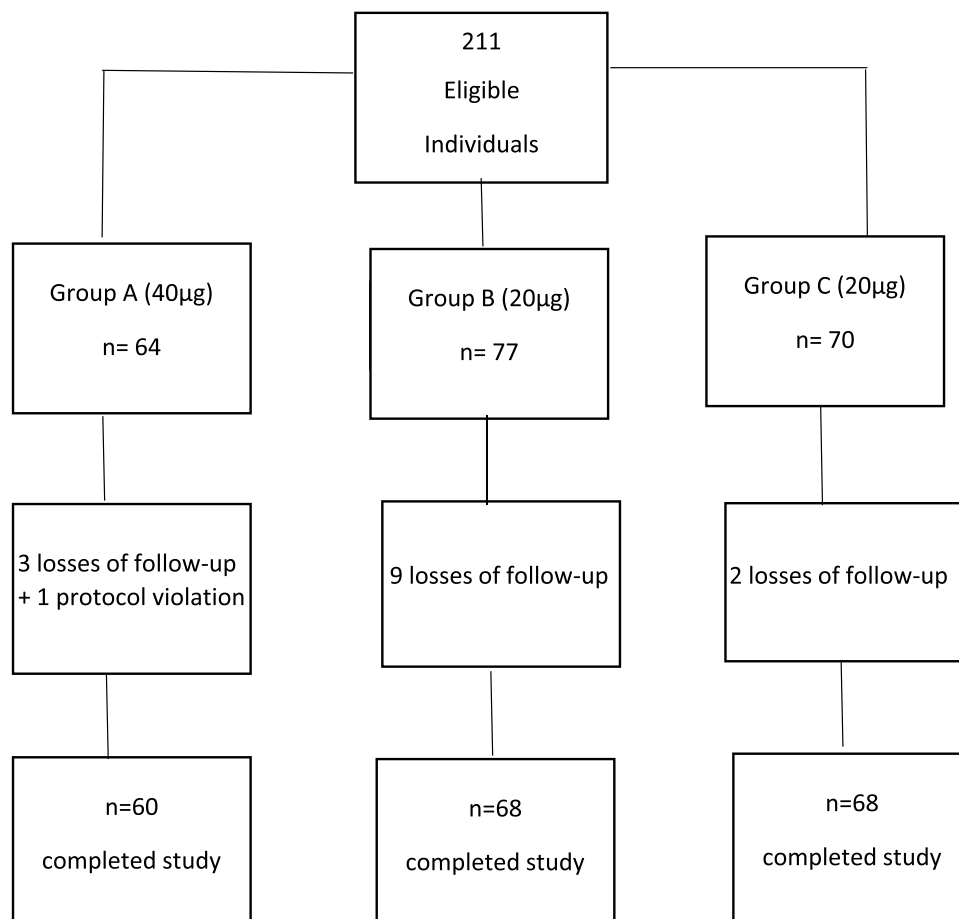 211
Eligible
Individuals
Group A (40µg)
n= 64
Group B (20µg)
n= 77
Group C (20µg)
n= 70
3 losses of follow-up
+ 1 protocol violation
9 losses of follow-up
2 losses of follow-up
n=60
completed study
n=68
completed study
n=68
completed study